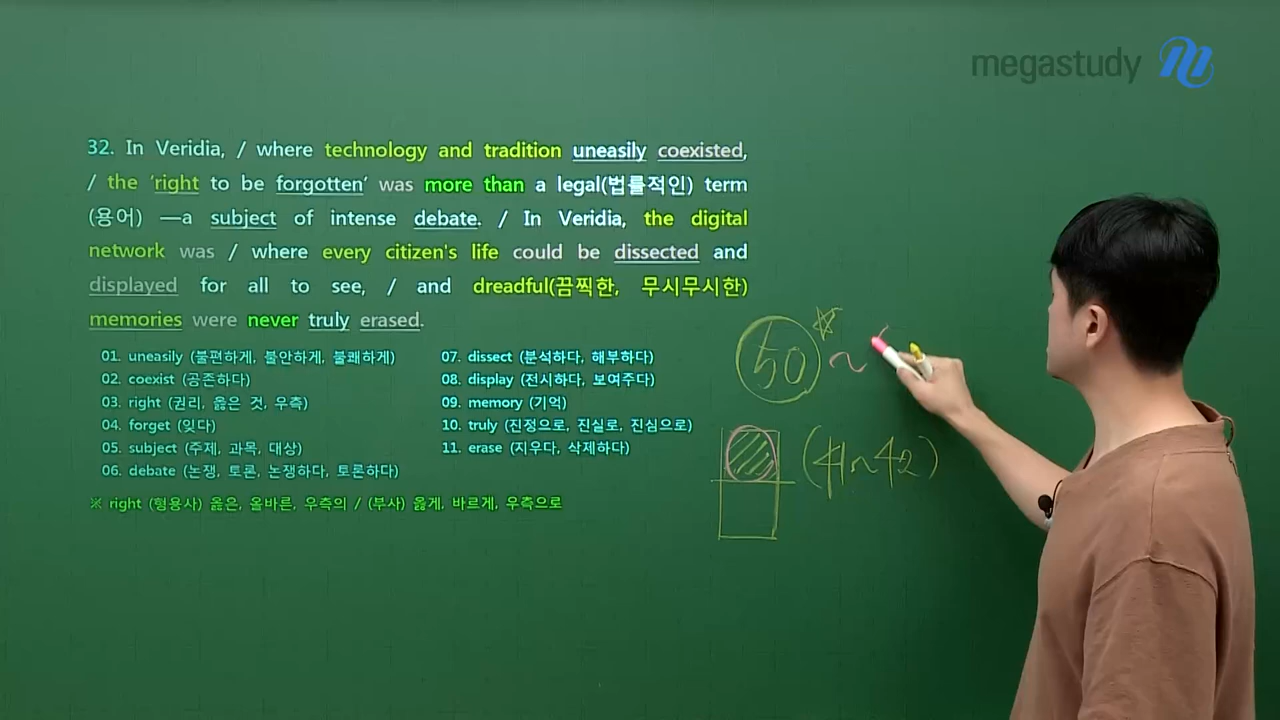 megastudy
32. In Veridia, / where technology and tradition uneasily coexisted,
/ the ‘right to be forgotten’ was more than a legal(법률적인) term
(용어) —a subject of intense debate. / In Veridia, the digital
network was / where every citizen's life could be dissected and
displayed for all to see, / and dreadful(끔찍한, 무시무시한)
memories were never truly erased.
01. uneasily (불편하게, 불안하게, 불쾌하게)
02. coexist (공존하다)
03. right (권리, 옳은 것, 우측)
04. forget (잊다)
05. subject (주제, 과목, 대상)
06. debate (논쟁, 토론, 논쟁하다, 토론하다)
07. dissect (분석하다, 해부하다)
08. display (전시하다, 보여주다)
09. memory (기억)
10. truly (진정으로, 진실로, 진심으로)
11. erase (지우다, 삭제하다)
※ right (형용사) 옳은, 올바른, 우측의 / (부사) 옳게, 바르게, 우측으로
50 ~
(41~42)